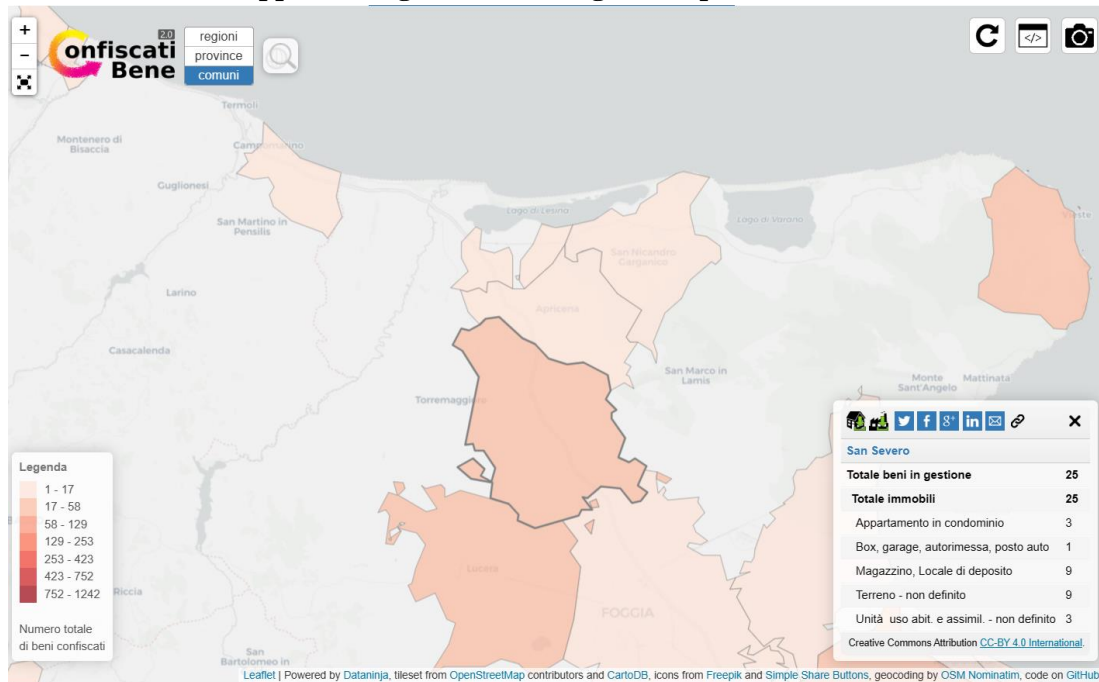 +
-
2.0
Confiscati
Bene
regioni
province
comuni
</>
Termoli
Montenero di
Bisaccia
Campomarino
Guglionesi
San Martino in
Pensilis
Lago di Lesina
Lago di Varano
Vieste
San Nicandro
Garganico
Larino
Apricena
Casacalenda
San Marco in
Lamis
Monte
Sant'Angelo
Mattinata
Torremaggiore
Lucera
FOGGIA
Riccia
San
Bartolomeo in
Legenda
1 - 17
17 - 58
58 - 129
129 - 253
253 - 423
423 - 752
752 - 1242
Numero totale
di beni confiscati
San Severo
Totale beni in gestione 25
Totale immobili 25
Appartamento in condominio 3
Box, garage, autorimessa, posto auto 1
Magazzino, Locale di deposito 9
Terreno - non definito 9
Unità uso abit. e assimil. - non definito 3
Creative Commons Attribution CC-BY 4.0 International.
Leaflet | Powered by Dataninja, tileset from OpenStreetMap contributors and CartoDB, icons from Freepik and Simple Share Buttons, geocoding by OSM Nominatim, code on GitHub